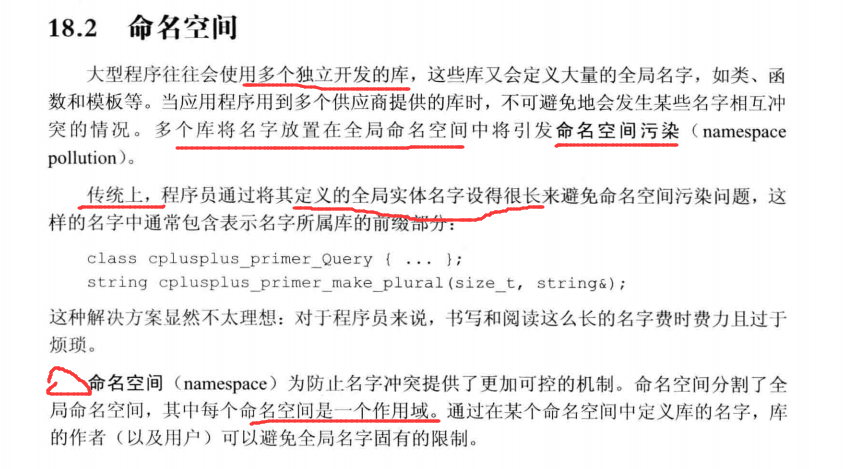 18.2 命名空间
大型程序往往会使用多个独立开发的库，这些库又会定义大量的全局名字，如类、函
数和模板等。当应用程序用到多个供应商提供的库时，不可避免地会发生某些名字相互冲
突的情况。多个库将名字放置在全局命名空间中将引发命名空间污染（namespace
pollution）。
传统上，程序员通过将其定义的全局实体名字设得很长来避免命名空间污染问题，这
样的名字中通常包含表示名字所属库的前缀部分：
class cplusplus_primer_Query { ... };
string cplusplus_primer_make_plural(size_t, string&);
这种解决方案显然不太理想：对于程序员来说，书写和阅读这么长的名字费时费力且过于
烦琐。
命名空间（namespace）为防止名字冲突提供了更加可控的机制。命名空间分割了全
局命名空间，其中每个命名空间是一个作用域。通过在某个命名空间中定义库的名字，库
的作者（以及用户）可以避免全局名字固有的限制。